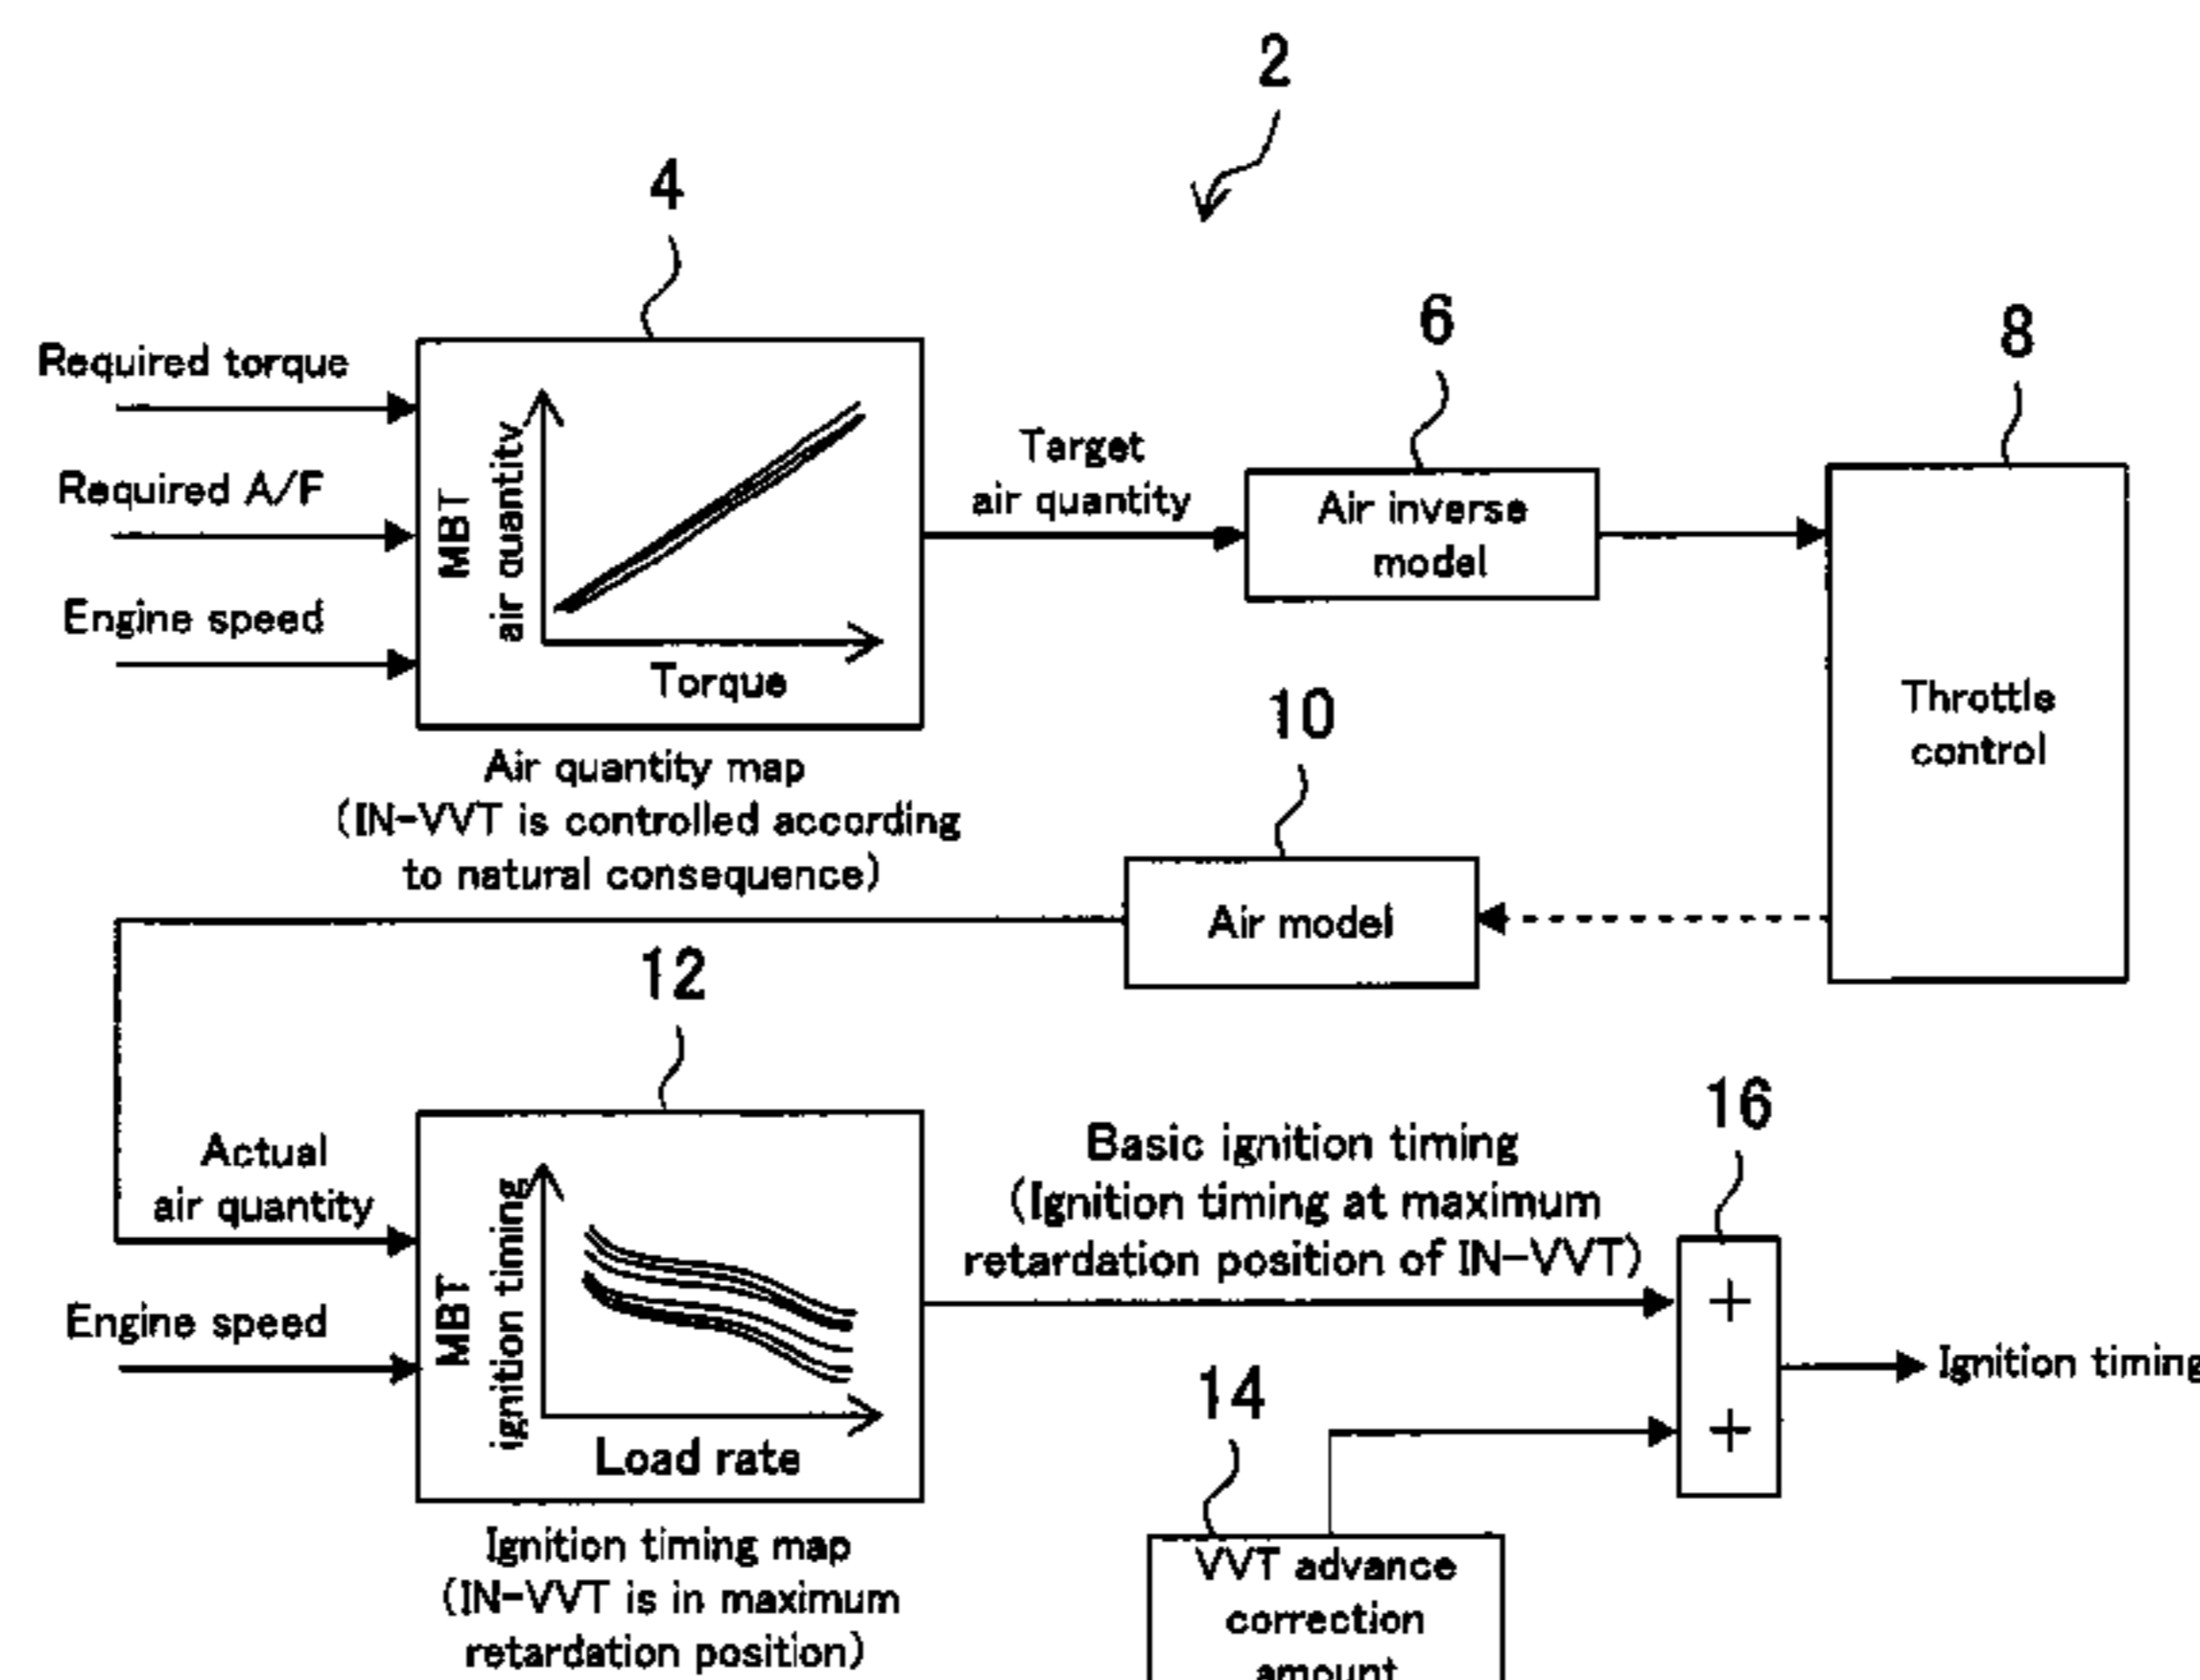 2
4
6
8
Required torque
Required A/F
Engine speed
MBT
air quantity
Torque
Target
air quantity
Air inverse
model
Throttle
control
Air quantity map
(IN-VVT is controlled according
to natural consequence)
10
Air model
12
Actual
air quantity
Engine speed
MBT
ignition timing
Load rate
Basic ignition timing
(Ignition timing at maximum
retardation position of IN-VVT)
16
+
+
Ignition timing
14
VVT advance
correction
amount
Ignition timing map
(IN-VVT is in maximum
retardation position)